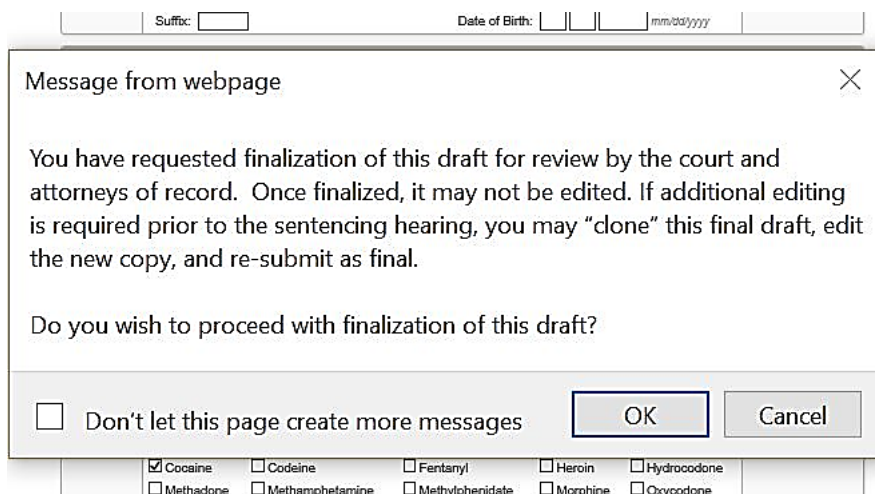 Suffix: Date of Birth: mm/dd/yyyy
Message from webpage
You have requested finalization of this draft for review by the court and
attorneys of record. Once finalized, it may not be edited. If additional editing
is required prior to the sentencing hearing, you may “clone” this final draft, edit
the new copy, and re-submit as final.
Do you wish to proceed with finalization of this draft?
Don't let this page create more messages OK Cancel
Cocaine Codeine Fentanyl Heroin Hydrocodone
Methadone Methamphetamine Methylphenidate Morphine Oxycodone